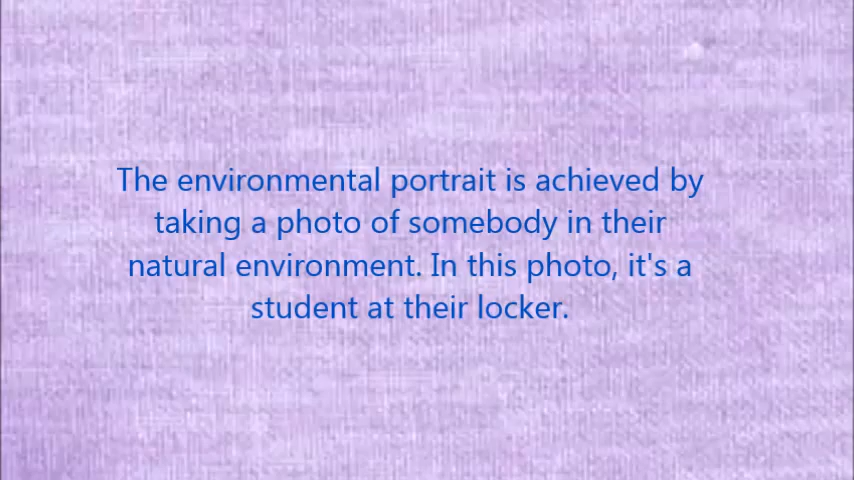 The environmental portrait is achieved by
taking a photo of somebody in their
natural environment. In this photo, it's a
student at their locker.